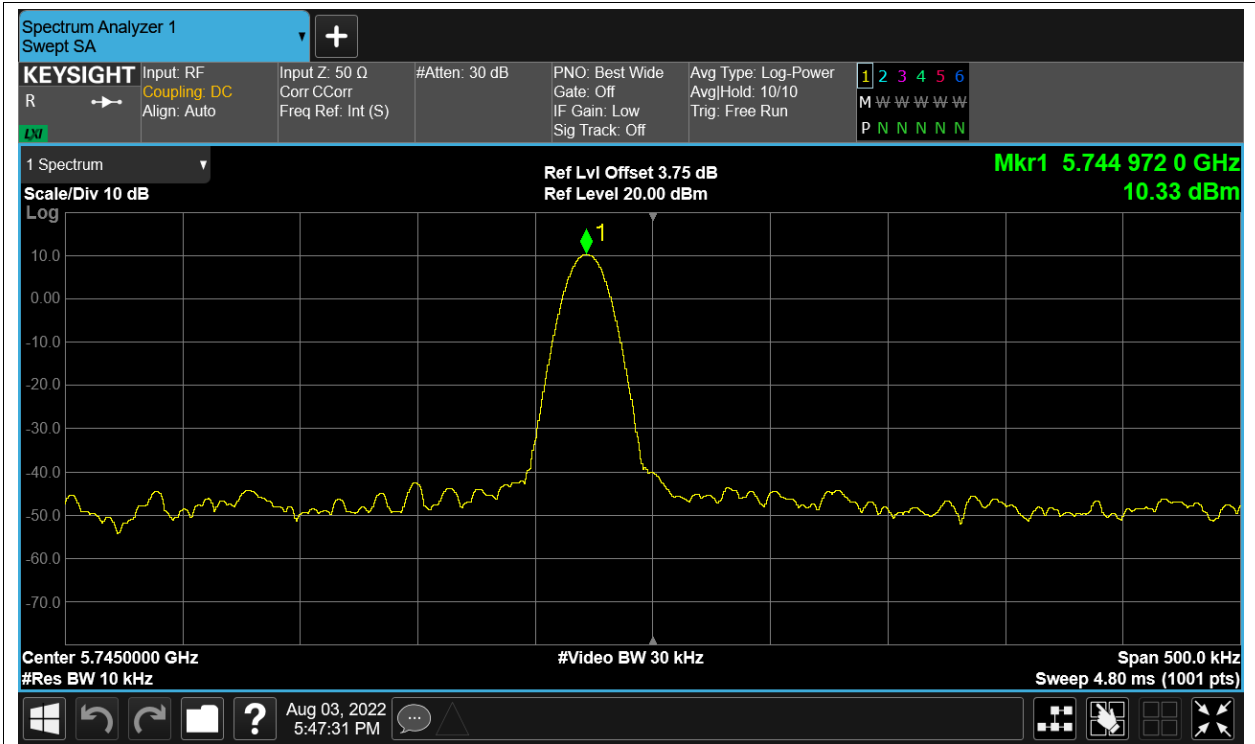 Spectrum Analyzer 1
Swept SA
KEYSIGHT
R
LXI
Input: RF
Coupling: DC
Align: Auto
Input Z: 50 Ω
Corr CCorr
Freq Ref: Int (S)
#Atten: 30 dB
PNO: Best Wide
Gate: Off
IF Gain: Low
Sig Track: Off
Avg Type: Log-Power
Avg|Hold: 10/10
Trig: Free Run
1 2 3 4 5 6
M W W W W W
P N N N N N
1 Spectrum
Scale/Div 10 dB
Log
Ref Lvl Offset 3.75 dB
Ref Level 20.00 dBm
Mkr1 5.744 972 0 GHz
10.33 dBm
1
10.0
0.00
-10.0
-20.0
-30.0
-40.0
-50.0
-60.0
-70.0
Center 5.7450000 GHz
#Res BW 10 kHz
#Video BW 30 kHz
Span 500.0 kHz
Sweep 4.80 ms (1001 pts)
?
Aug 03, 2022
5:47:31 PM